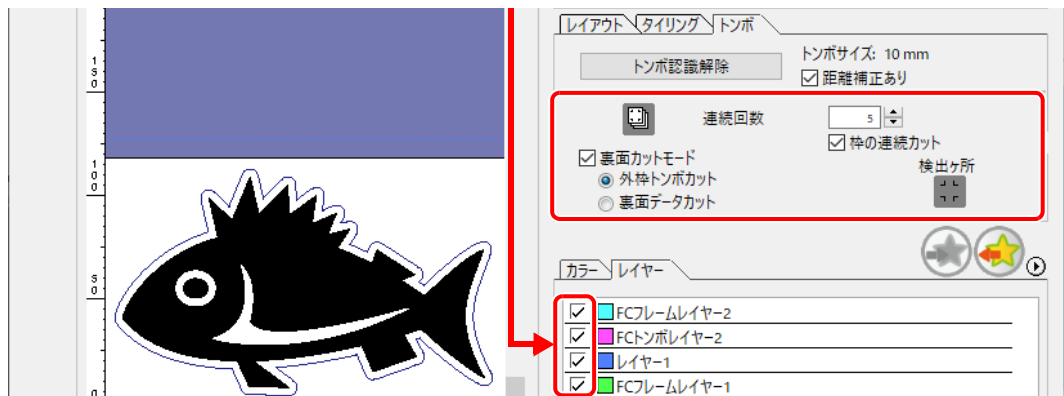 レイアウト タイリング トンボ
トンボ認識解除
トンボサイズ: 10 mm
距離補正あり
連続回数 5
枠の連続カット
裏面カットモード
外枠トンボカット
裏面データカット
検出ヶ所
カラー レイヤー
FCフレームレイヤー2
FCトンボレイヤー2
レイヤー1
FCフレームレイヤー1
150
100
50
0